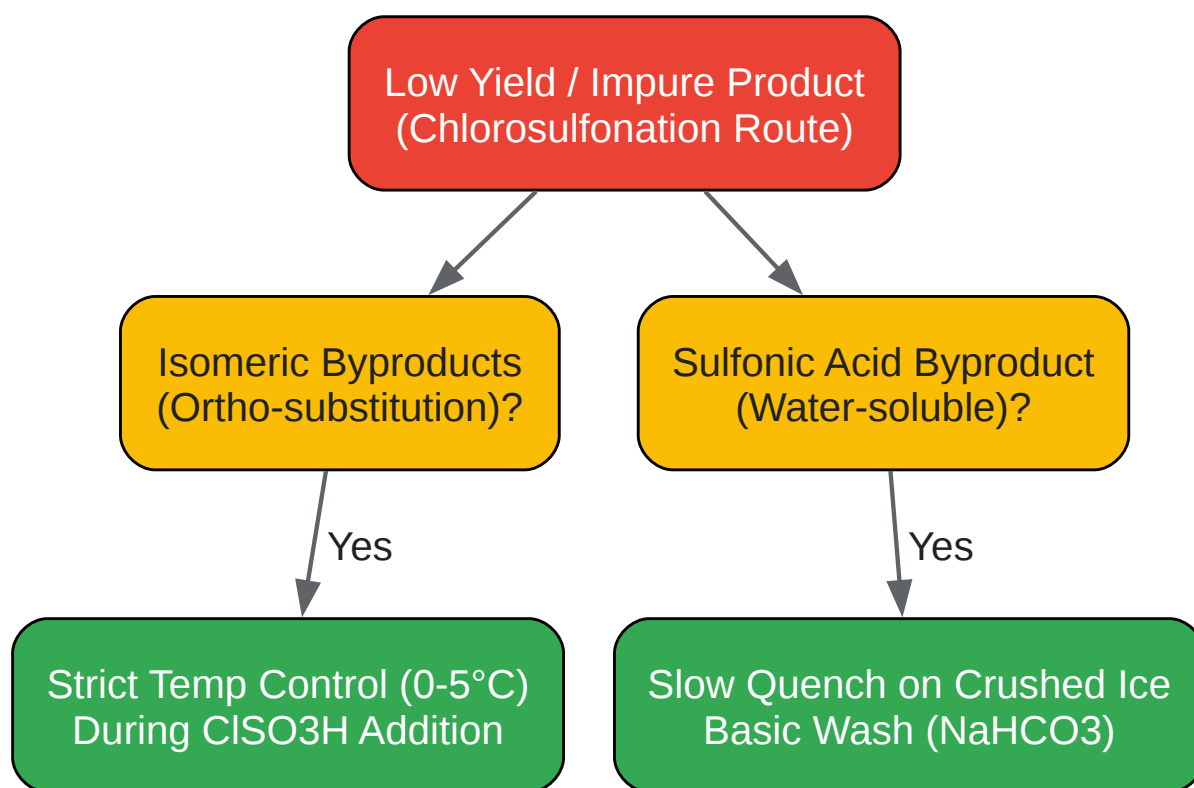 Low Yield / Impure Product
(Chlorosulfonation Route)
Isomeric Byproducts
(Ortho-substitution)?
Sulfonic Acid Byproduct
(Water-soluble)?
Yes
Yes
Strict Temp Control (0-5°C)
During ClSO3H Addition
Slow Quench on Crushed Ice
Basic Wash (NaHCO3)